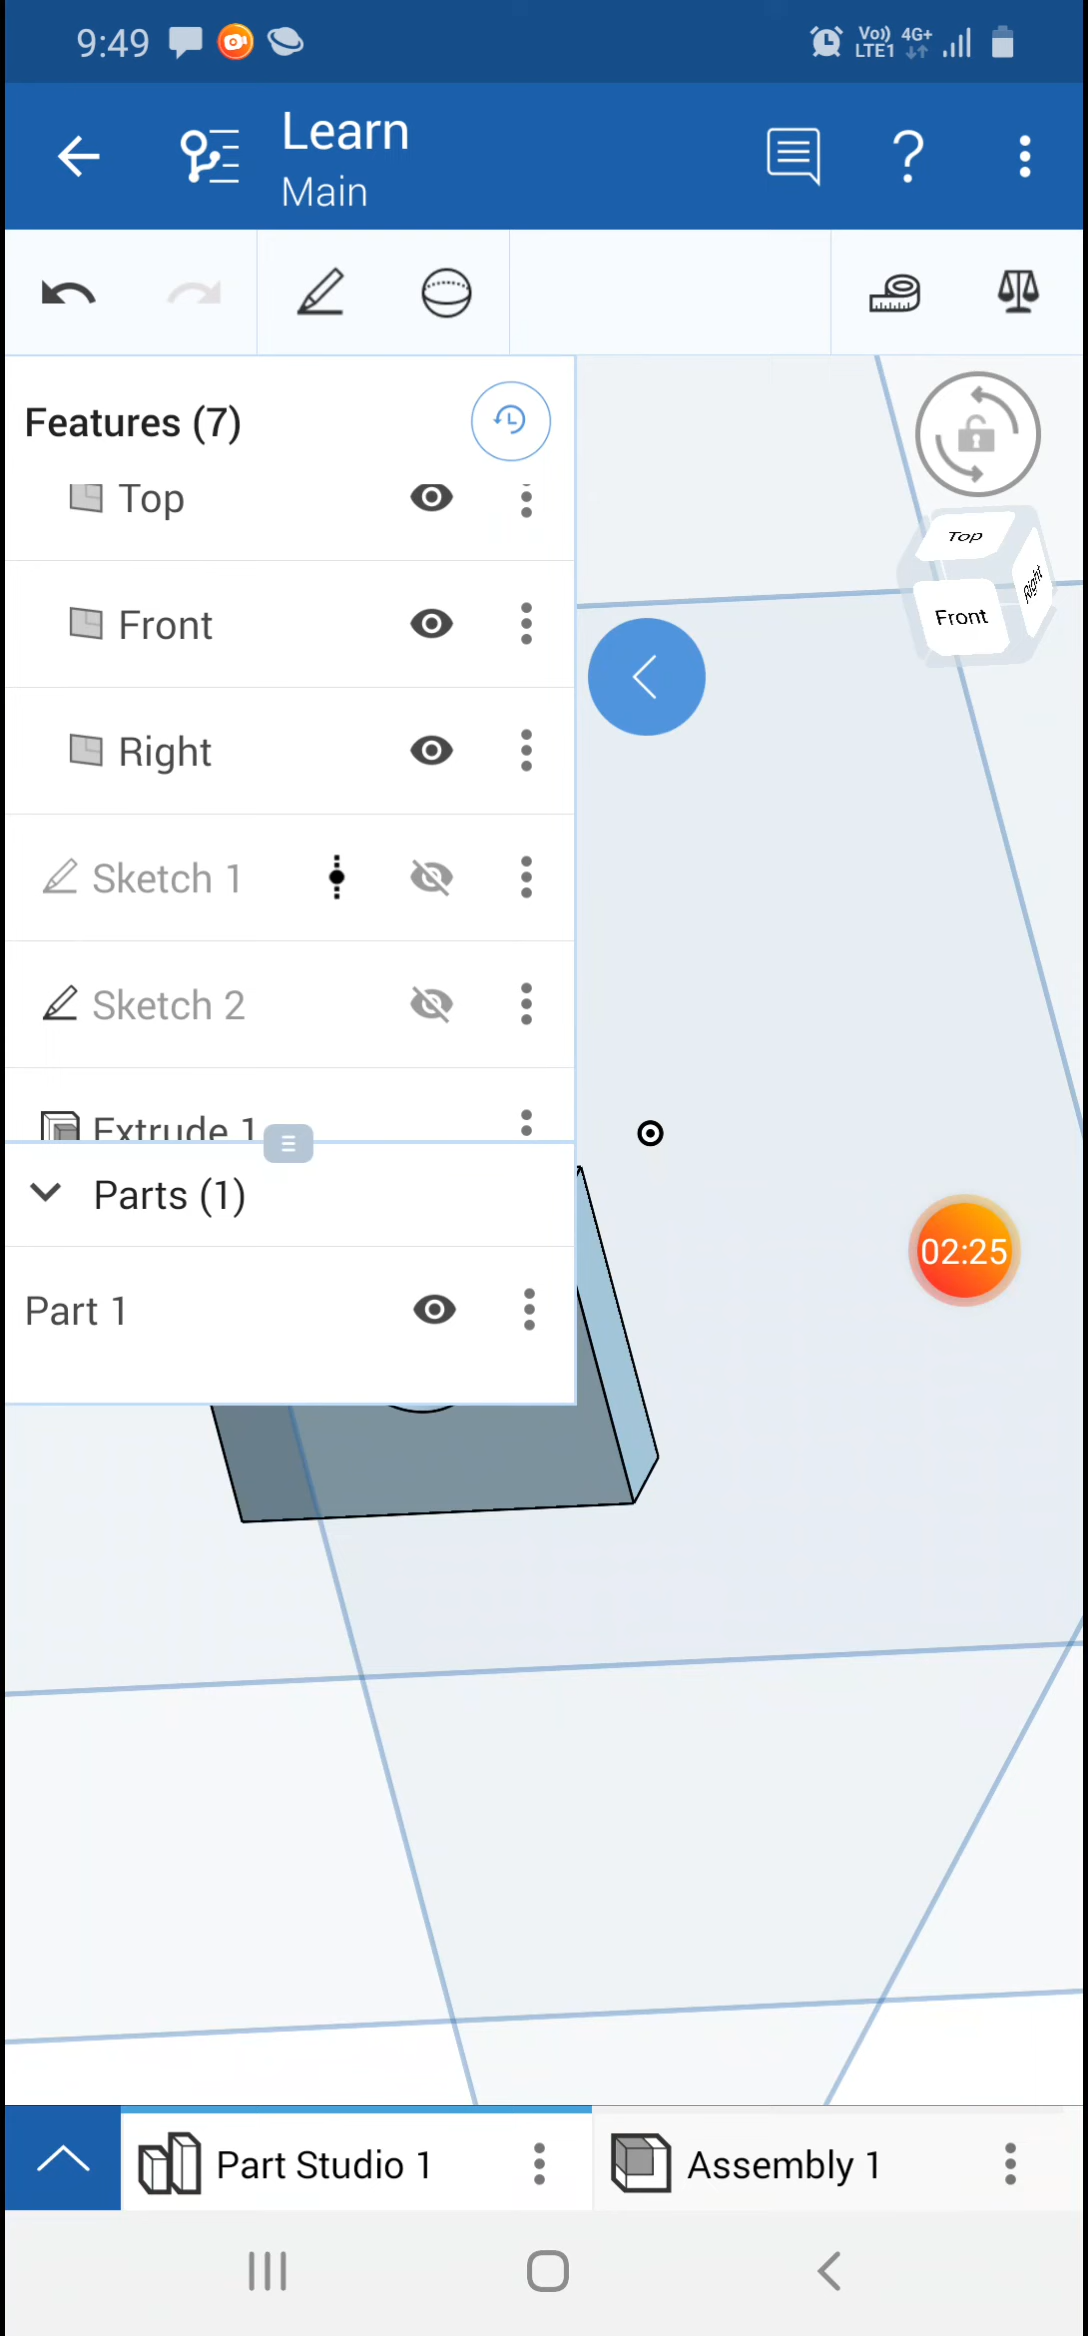 9:49
Vo)) 4G+
LTE1
Learn
Main
Features (7)
Top
Front
Right
Sketch 1
Sketch 2
Extrude 1
Parts (1)
Part 1
Top
Front
Right
02:25
Part Studio 1
Assembly 1